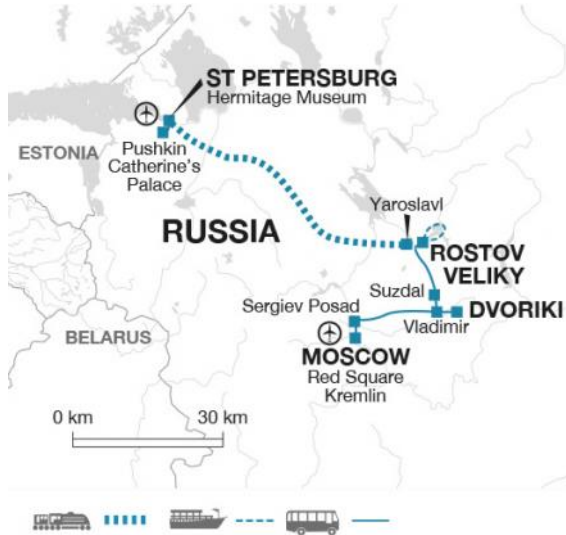 ST PETERSBURG
Hermitage Museum
Pushkin
Catherine's
Palace
ESTONIA
RUSSIA
Yaroslavl
ROSTOV
VELIKY
Suzdal
DVORIKI
Sergiev Posad
Vladimir
BELARUS
MOSCOW
Red Square
Kremlin
0 km 30 km